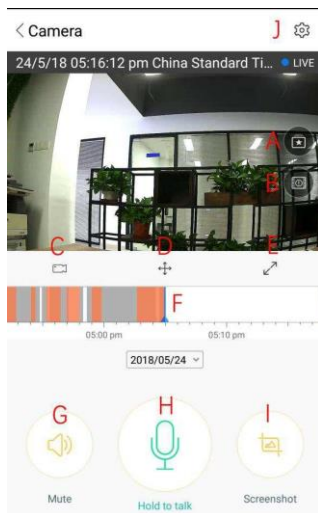 Camera J
24/5/18 05:16:12 pm China Standard Ti... LIVE
A
B
C D E
F
05:00 pm 05:10 pm
2018/05/24
G H I
Mute Hold to talk Screenshot